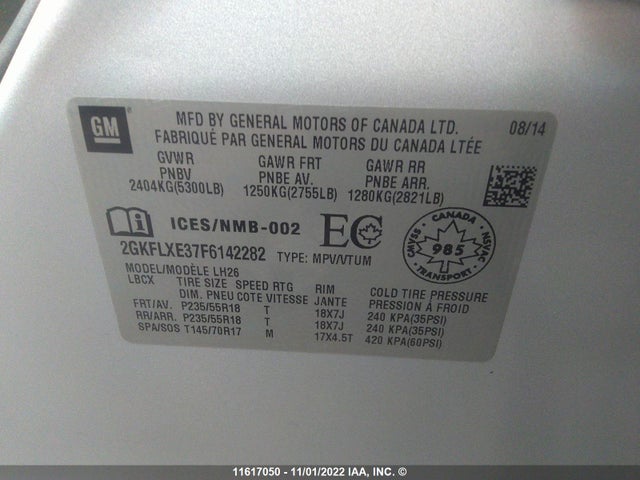 GM
MFD BY GENERAL MOTORS OF CANADA LTD. 08/14
FABRIQUÉ PAR GENERAL MOTORS DU CANADA LTÉE
GVWR GAWR FRT GAWR RR
PNBV PNBE AV. PNBE ARR.
2404KG(5300LB) 1250KG(2755LB) 1280KG(2821LB)
ICES/NMB-002 EC
CANADA
CMVSS 985 NSVAC
TRANSPORT
2GKFLXE37F6142282 TYPE: MPV/VTUM
MODEL/MODÈLE LH26
LBCX TIRE SIZE SPEED RTG RIM COLD TIRE PRESSURE
DIM. PNEU COTE VITESSE JANTE PRESSION À FROID
FRT/AV. P235/55R18 T 18X7J 240 KPA(35PSI)
RR/ARR. P235/55R18 T 18X7J 240 KPA(35PSI)
SPA/SOS T145/70R17 M 17X4.5T 420 KPA(60PSI)
11617050 - 11/01/2022 IAA, INC. ©